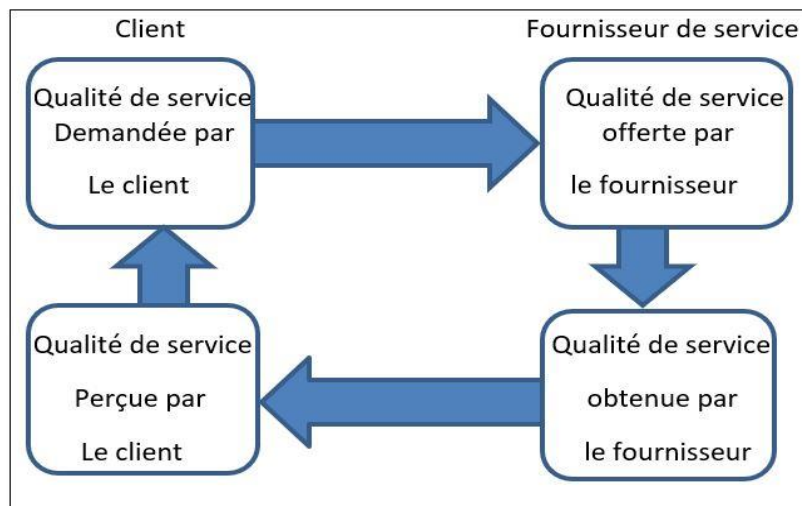 Client
Fournisseur de service
Qualité de service
Demandée par
Le client
Qualité de service
offerte par
le fournisseur
Qualité de service
Perçue par
Le client
Qualité de service
obtenue par
le fournisseur